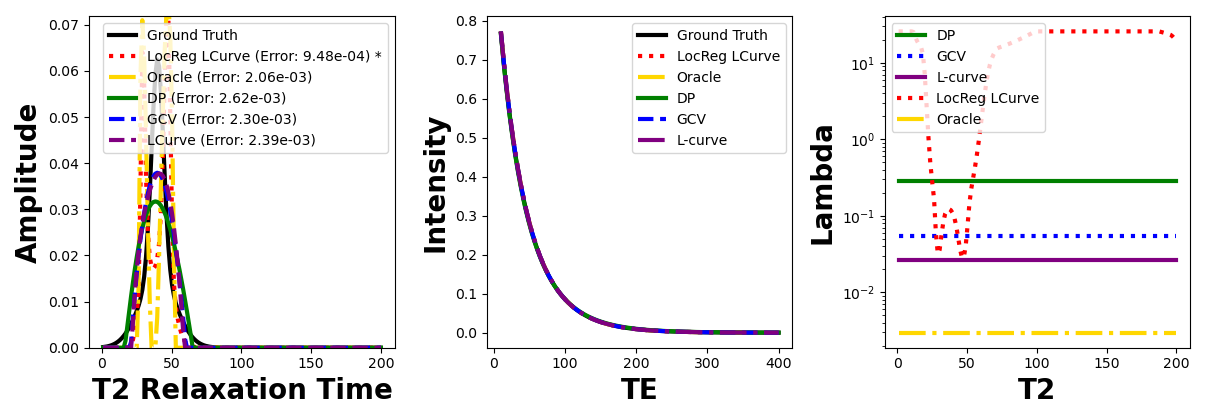 0.07
0.06
0.05
0.04
0.03
0.02
0.01
0.00
Amplitude
Ground Truth
LocReg LCurve (Error: 9.48e-04) *
Oracle (Error: 2.06e-03)
DP (Error: 2.62e-03)
GCV (Error: 2.30e-03)
LCurve (Error: 2.39e-03)
0 50 100 150 200
T2 Relaxation Time
0.8
0.7
0.6
0.5
0.4
0.3
0.2
0.1
0.0
Intensity
Ground Truth
LocReg LCurve
Oracle
DP
GCV
L-curve
0 100 200 300 400
TE
10¹
10⁰
10⁻¹
10⁻²
Lambda
DP
GCV
L-curve
LocReg LCurve
Oracle
0 50 100 150 200
T2